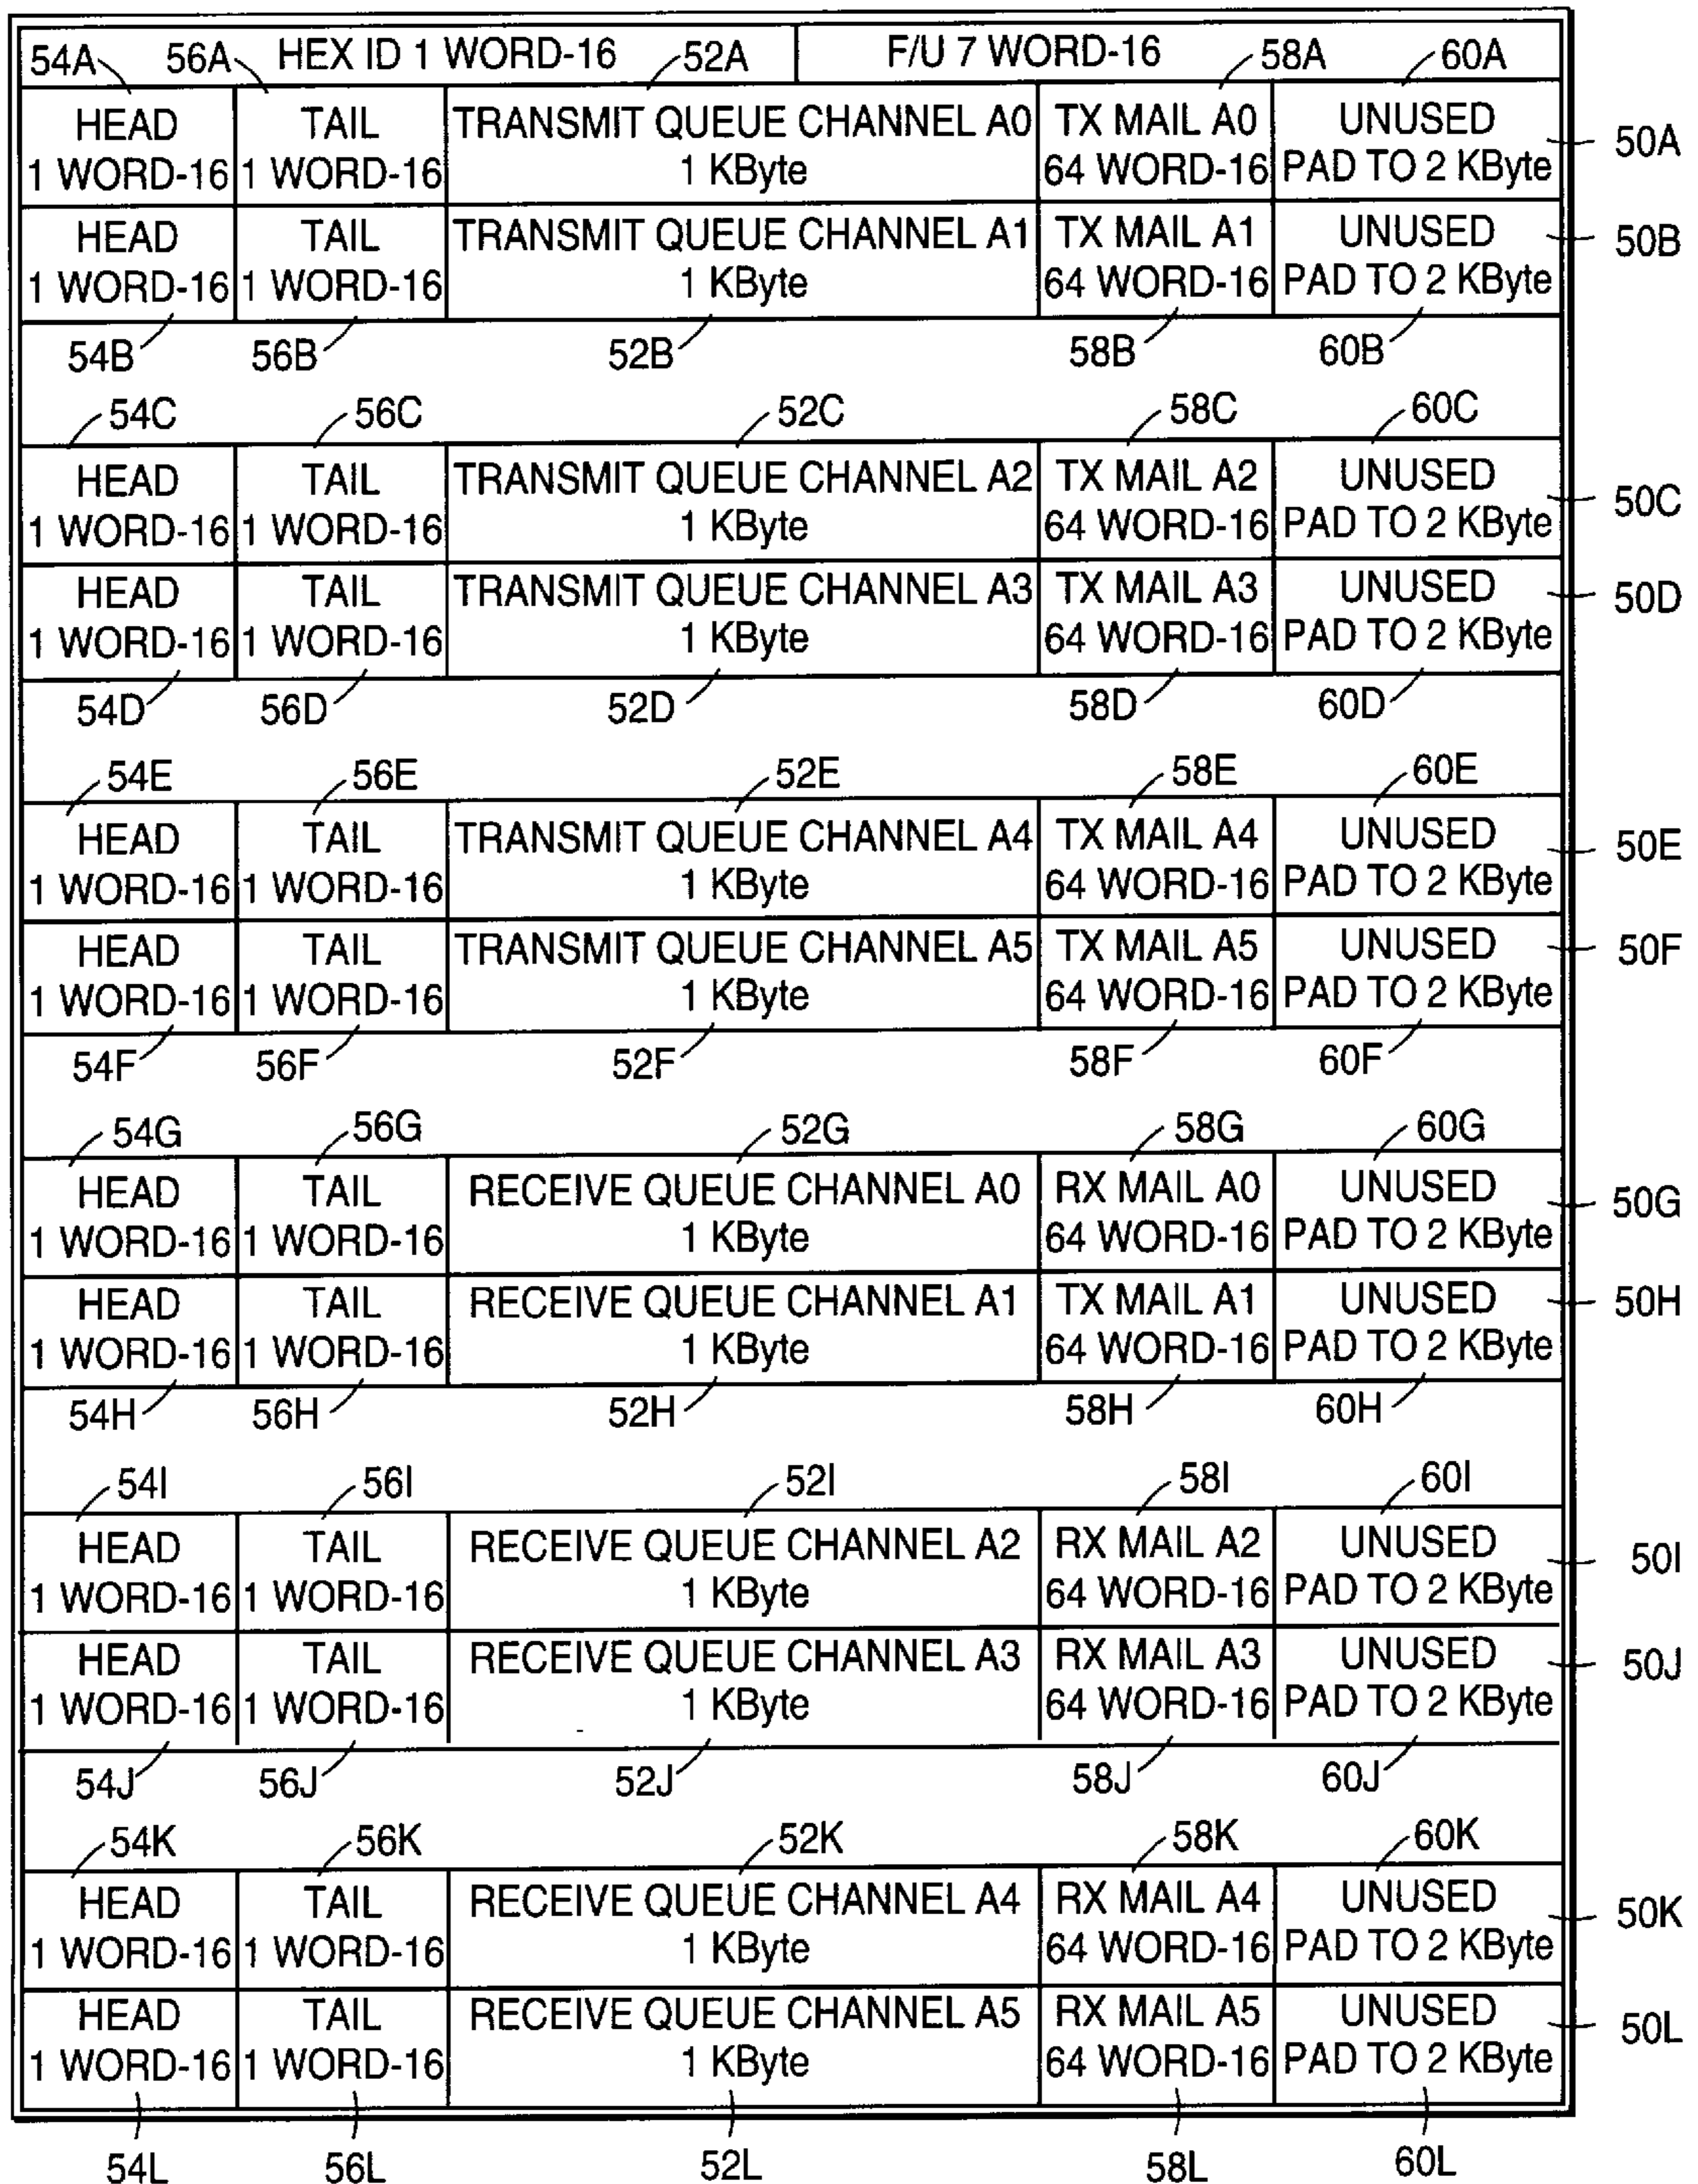 54A 56A HEX ID 1 WORD-16 52A F/U 7 WORD-16 58A 60A
HEAD TAIL TRANSMIT QUEUE CHANNEL A0 TX MAIL A0 UNUSED 50A
1 WORD-16 1 WORD-16 1 KByte 64 WORD-16 PAD TO 2 KByte
HEAD TAIL TRANSMIT QUEUE CHANNEL A1 TX MAIL A1 UNUSED 50B
1 WORD-16 1 WORD-16 1 KByte 64 WORD-16 PAD TO 2 KByte
54B 56B 52B 58B 60B
54C 56C 52C 58C 60C
HEAD TAIL TRANSMIT QUEUE CHANNEL A2 TX MAIL A2 UNUSED 50C
1 WORD-16 1 WORD-16 1 KByte 64 WORD-16 PAD TO 2 KByte
HEAD TAIL TRANSMIT QUEUE CHANNEL A3 TX MAIL A3 UNUSED 50D
1 WORD-16 1 WORD-16 1 KByte 64 WORD-16 PAD TO 2 KByte
54D 56D 52D 58D 60D
54E 56E 52E 58E 60E
HEAD TAIL TRANSMIT QUEUE CHANNEL A4 TX MAIL A4 UNUSED 50E
1 WORD-16 1 WORD-16 1 KByte 64 WORD-16 PAD TO 2 KByte
HEAD TAIL TRANSMIT QUEUE CHANNEL A5 TX MAIL A5 UNUSED 50F
1 WORD-16 1 WORD-16 1 KByte 64 WORD-16 PAD TO 2 KByte
54F 56F 52F 58F 60F
54G 56G 52G 58G 60G
HEAD TAIL RECEIVE QUEUE CHANNEL A0 RX MAIL A0 UNUSED 50G
1 WORD-16 1 WORD-16 1 KByte 64 WORD-16 PAD TO 2 KByte
HEAD TAIL RECEIVE QUEUE CHANNEL A1 TX MAIL A1 UNUSED 50H
1 WORD-16 1 WORD-16 1 KByte 64 WORD-16 PAD TO 2 KByte
54H 56H 52H 58H 60H
54I 56I 52I 58I 60I
HEAD TAIL RECEIVE QUEUE CHANNEL A2 RX MAIL A2 UNUSED 50I
1 WORD-16 1 WORD-16 1 KByte 64 WORD-16 PAD TO 2 KByte
HEAD TAIL RECEIVE QUEUE CHANNEL A3 RX MAIL A3 UNUSED 50J
1 WORD-16 1 WORD-16 1 KByte 64 WORD-16 PAD TO 2 KByte
54J 56J 52J 58J 60J
54K 56K 52K 58K 60K
HEAD TAIL RECEIVE QUEUE CHANNEL A4 RX MAIL A4 UNUSED 50K
1 WORD-16 1 WORD-16 1 KByte 64 WORD-16 PAD TO 2 KByte
HEAD TAIL RECEIVE QUEUE CHANNEL A5 RX MAIL A5 UNUSED 50L
1 WORD-16 1 WORD-16 1 KByte 64 WORD-16 PAD TO 2 KByte
54L 56L 52L 58L 60L